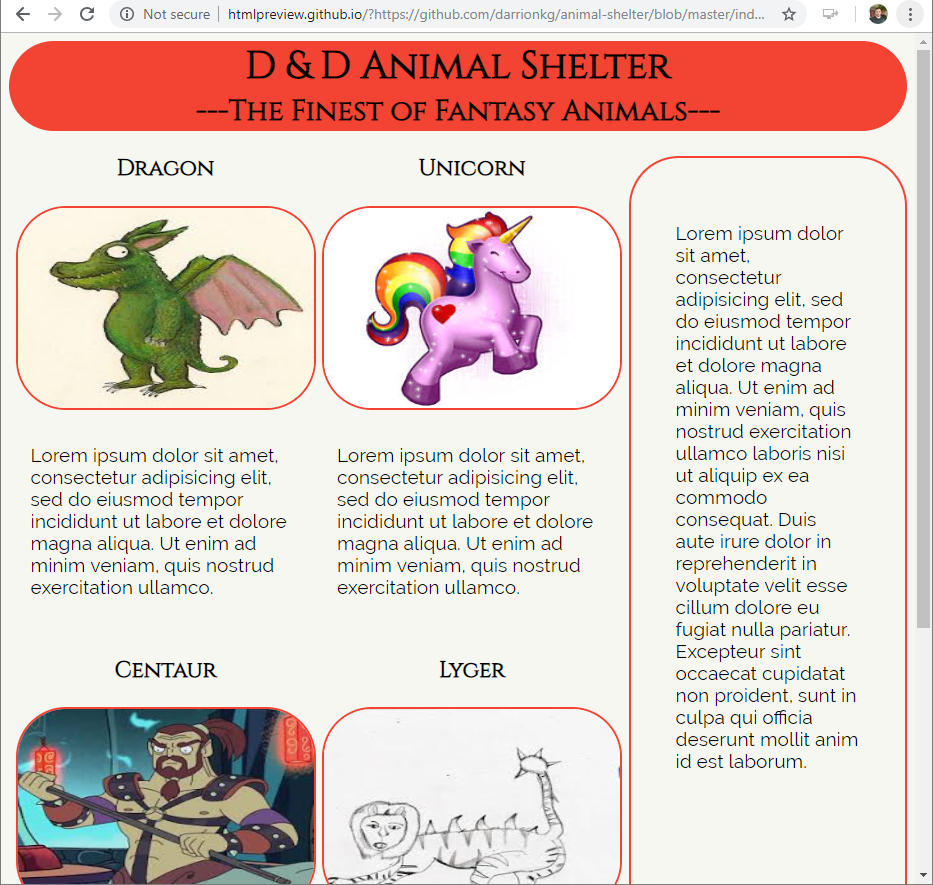 Not secure | htmlpreview.github.io/?https://github.com/darrionkg/animal-shelter/blob/master/ind...
D & D Animal Shelter
---The Finest of Fantasy Animals---
Dragon
Unicorn
Lorem ipsum dolor sit amet,
consectetur adipisicing elit,
sed do eiusmod tempor
incididunt ut labore et dolore
magna aliqua. Ut enim ad
minim veniam, quis nostrud
exercitation ullamco.
Lorem ipsum dolor sit amet,
consectetur adipisicing elit,
sed do eiusmod tempor
incididunt ut labore et dolore
magna aliqua. Ut enim ad
minim veniam, quis nostrud
exercitation ullamco.
Centaur
Lyger
Lorem ipsum dolor
sit amet,
consectetur
adipisicing elit, sed
do eiusmod tempor
incididunt ut labore
et dolore magna
aliqua. Ut enim ad
minim veniam, quis
nostrud exercitation
ullamco laboris nisi
ut aliquip ex ea
commodo
consequat. Duis
aute irure dolor in
reprehenderit in
voluptate velit esse
cillum dolore eu
fugiat nulla pariatur.
Excepteur sint
occaecat cupidatat
non proident, sunt in
culpa qui officia
deserunt mollit anim
id est laborum.